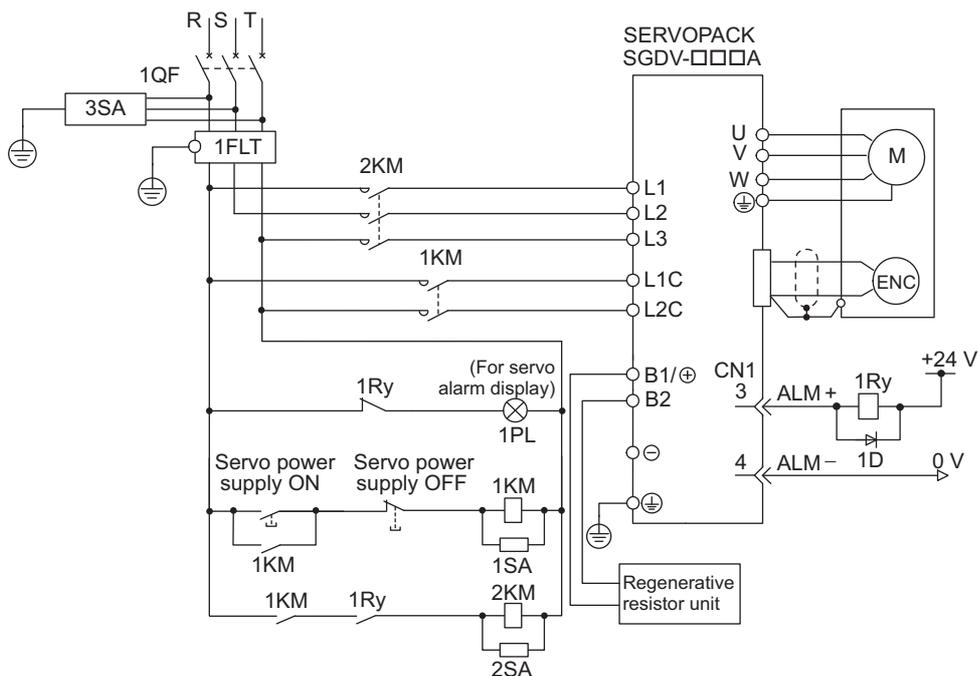 R S T
SERVOPACK
SGDV-□□□A
1QF
3SA
1FLT
U
V
W
M
2KM
L1
L2
L3
1KM
L1C
L2C
ENC
(For servo
alarm display)
1Ry
1PL
B1/⊕
B2
CN1
3
ALM+
1Ry
+24 V
1D
⊖
4
ALM−
0 V
Servo power
supply ON
Servo power
supply OFF
1KM
1KM
1SA
Regenerative
resistor unit
1KM
1Ry
2KM
2SA